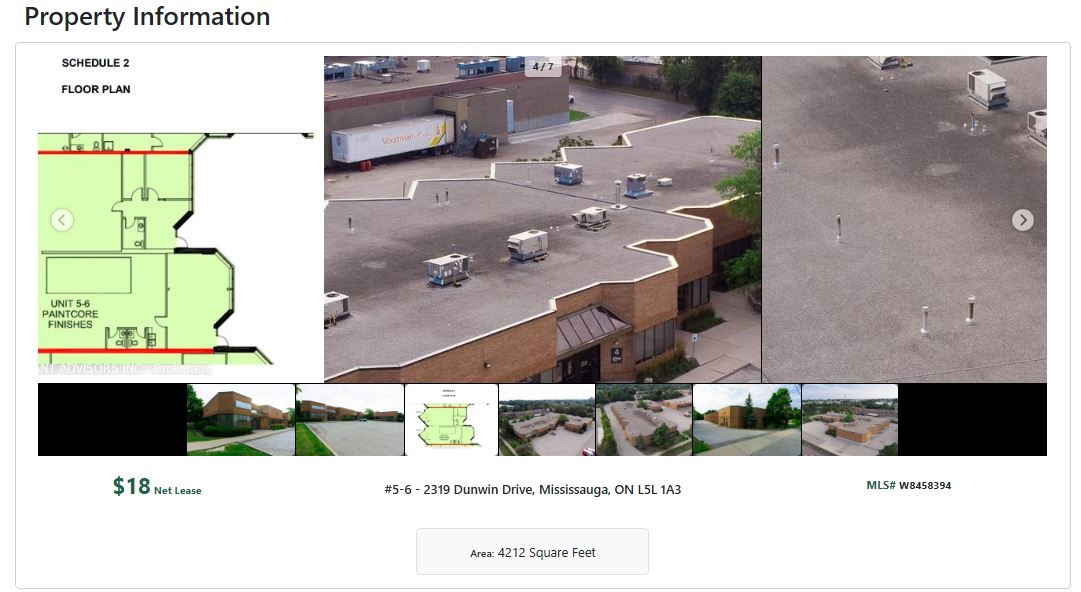 Property Information
SCHEDULE 2
FLOOR PLAN
4 / 7
Voortman
UNIT 5-6
PAINTCORE
FINISHES
4
NT ADVISORS INC., Brokerage
$18 Net Lease
#5-6 - 2319 Dunwin Drive, Mississauga, ON L5L 1A3
MLS# W8458394
Area: 4212 Square Feet